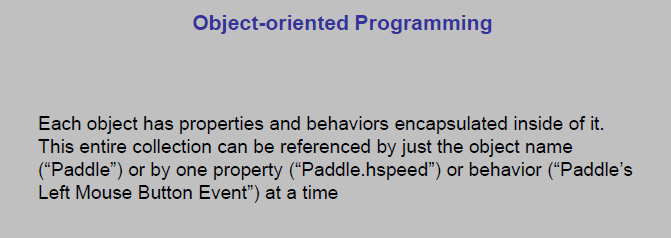 Object-oriented Programming
Each object has properties and behaviors encapsulated inside of it.
This entire collection can be referenced by just the object name
(“Paddle”) or by one property (“Paddle.hspeed”) or behavior (“Paddle’s
Left Mouse Button Event”) at a time